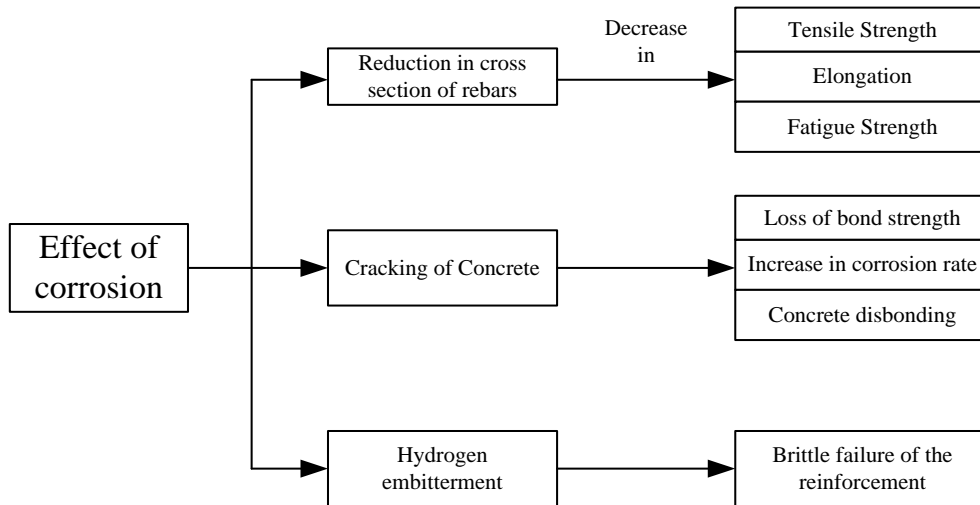 Effect of
corrosion
Reduction in cross
section of rebars
Decrease
in
Tensile Strength
Elongation
Fatigue Strength
Cracking of Concrete
Loss of bond strength
Increase in corrosion rate
Concrete disbonding
Hydrogen
embitterment
Brittle failure of the
reinforcement